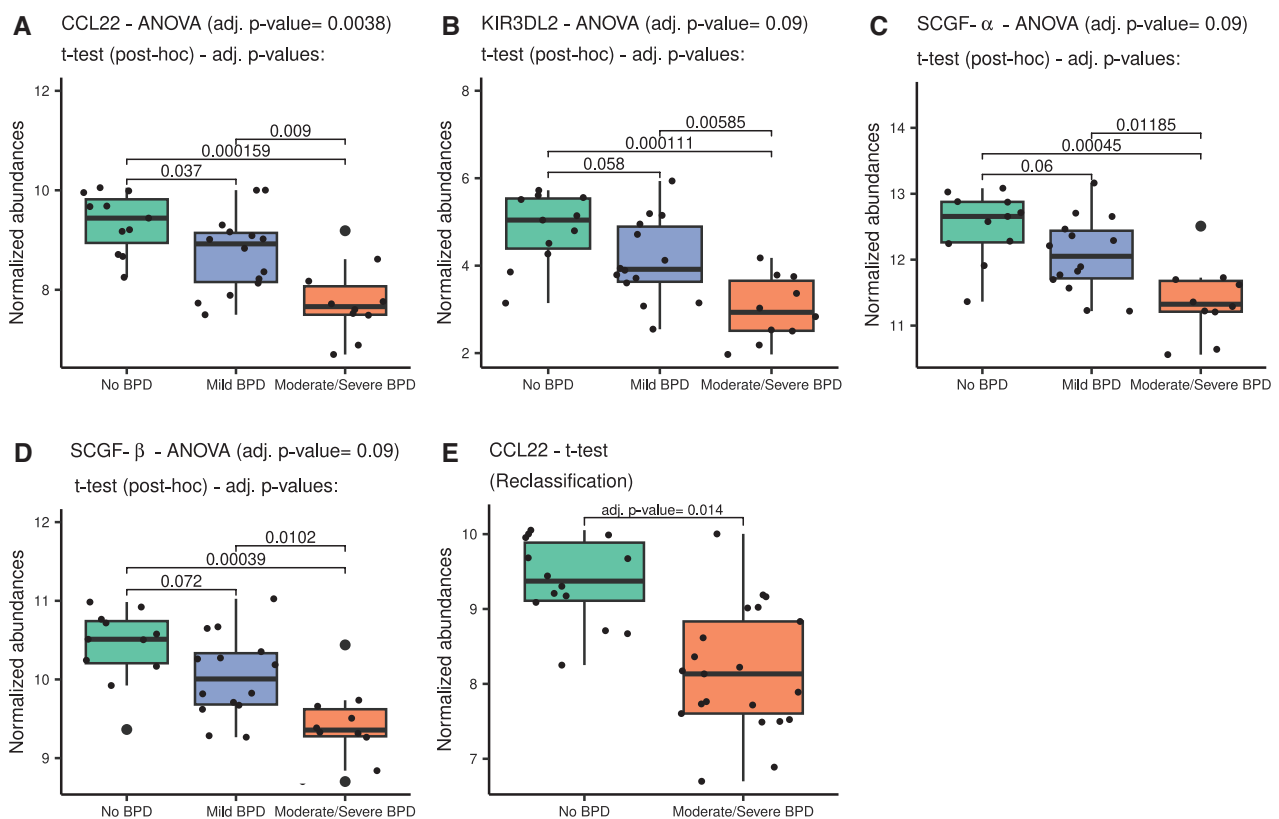 A
CCL22 - ANOVA (adj. p-value= 0.0038)
t-test (post-hoc) - adj. p-values:
Normalized abundances
12
10
8
0.009
0.000159
0.037
No BPD
Mild BPD
Moderate/Severe BPD
B
KIR3DL2 - ANOVA (adj. p-value= 0.09)
t-test (post-hoc) - adj. p-values:
Normalized abundances
8
6
4
2
0.00585
0.000111
0.058
No BPD
Mild BPD
Moderate/Severe BPD
C
SCGF- α - ANOVA (adj. p-value= 0.09)
t-test (post-hoc) - adj. p-values:
Normalized abundances
14
13
12
11
0.01185
0.00045
0.06
No BPD
Mild BPD
Moderate/Severe BPD
D
SCGF- β - ANOVA (adj. p-value= 0.09)
t-test (post-hoc) - adj. p-values:
Normalized abundances
12
11
10
9
0.0102
0.00039
0.072
No BPD
Mild BPD
Moderate/Severe BPD
E
CCL22 - t-test
(Reclassification)
Normalized abundances
10
9
8
7
adj. p-value= 0.014
No BPD
Moderate/Severe BPD